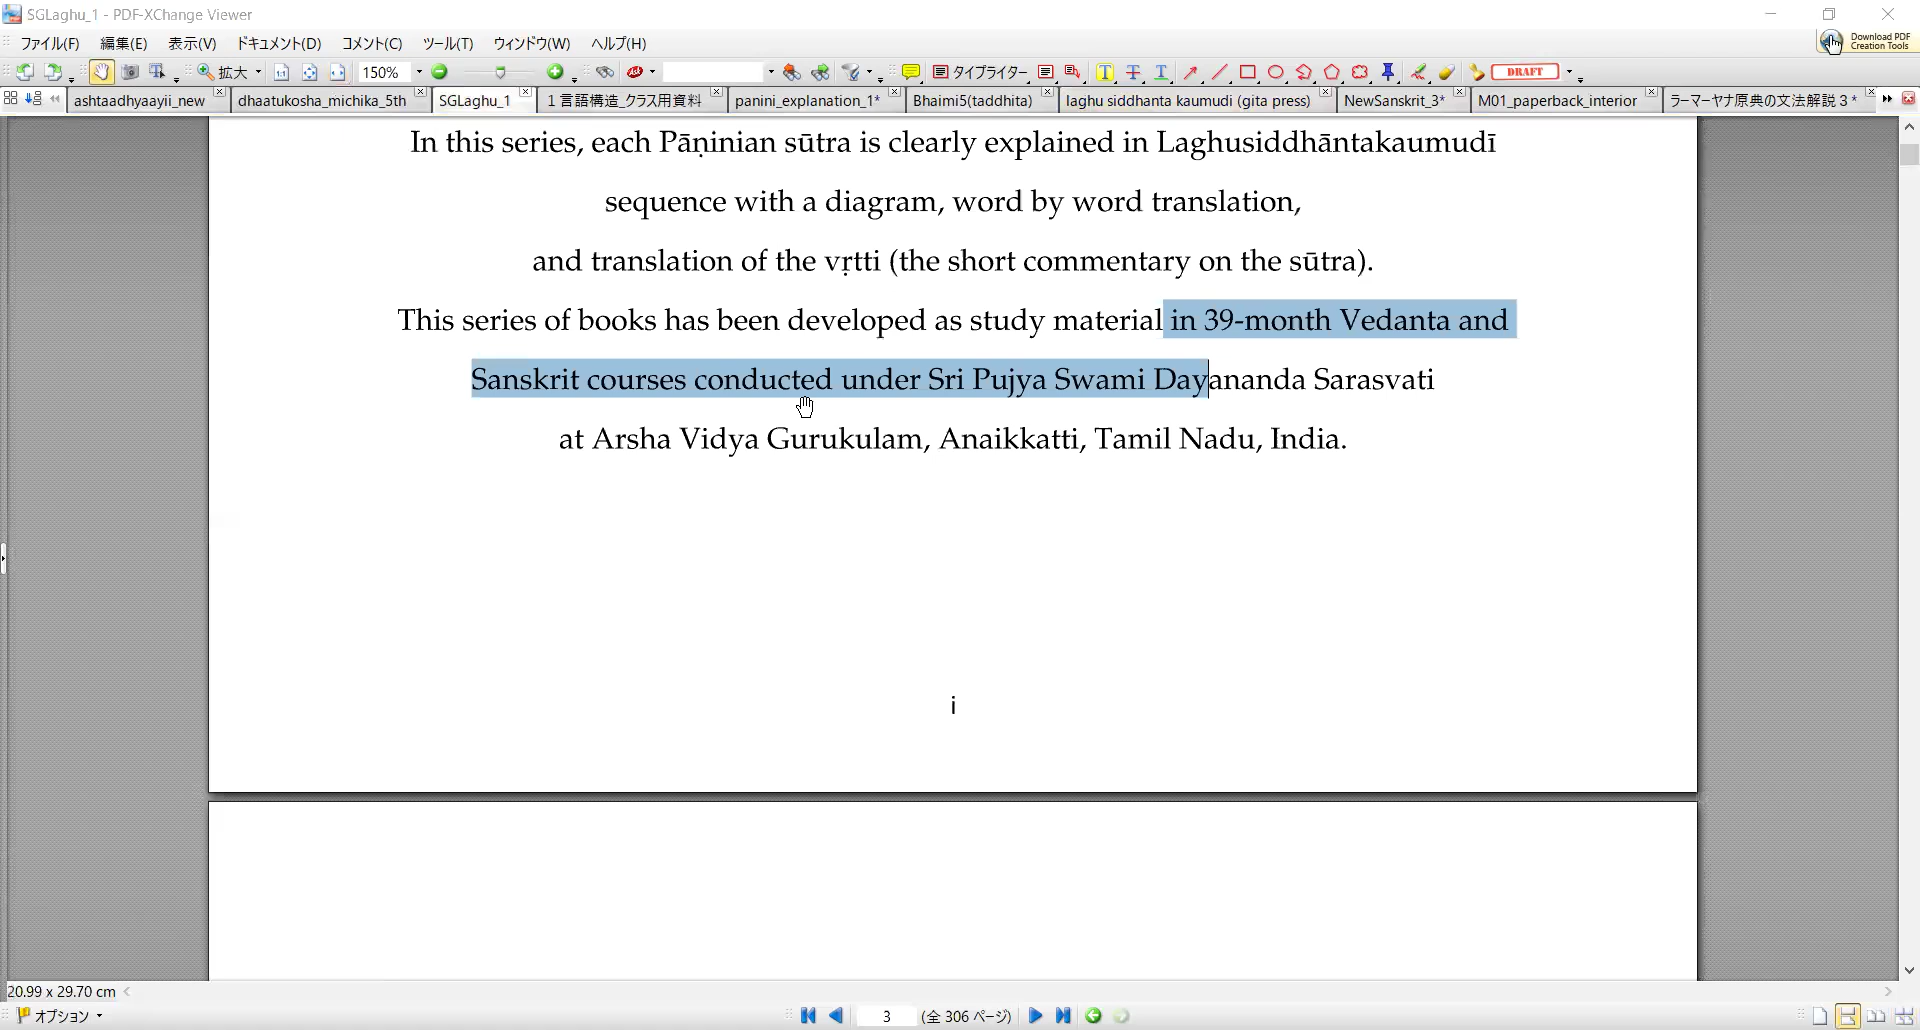 SGLaghu_1 - PDF-XChange Viewer
ファイル(F) 編集(E) 表示(V) ドキュメント(D) コメント(C) ツール(T) ウィンドウ(W) ヘルプ(H)
Download PDF
Creation Tools
拡大 150% タイプライター DRAFT
ashtaadhyaayii_new dhaatukosha_michika_5th SGLaghu_1 1 言語構造_クラス用資料 panini_explanation_1* Bhaimi5(taddhita) laghu siddhanta kaumudi (gita press) NewSanskrit_3* M01_paperback_interior ラーマーヤナ原典の文法解説 3 *
In this series, each Pāṇinian sūtra is clearly explained in Laghusiddhāntakaumudī
sequence with a diagram, word by word translation,
and translation of the vṛtti (the short commentary on the sūtra).
This series of books has been developed as study material in 39-month Vedanta and
Sanskrit courses conducted under Sri Pujya Swami Dayananda Sarasvati
at Arsha Vidya Gurukulam, Anaikkatti, Tamil Nadu, India.
i
20.99 x 29.70 cm
オプション 3 (全 306 ページ)